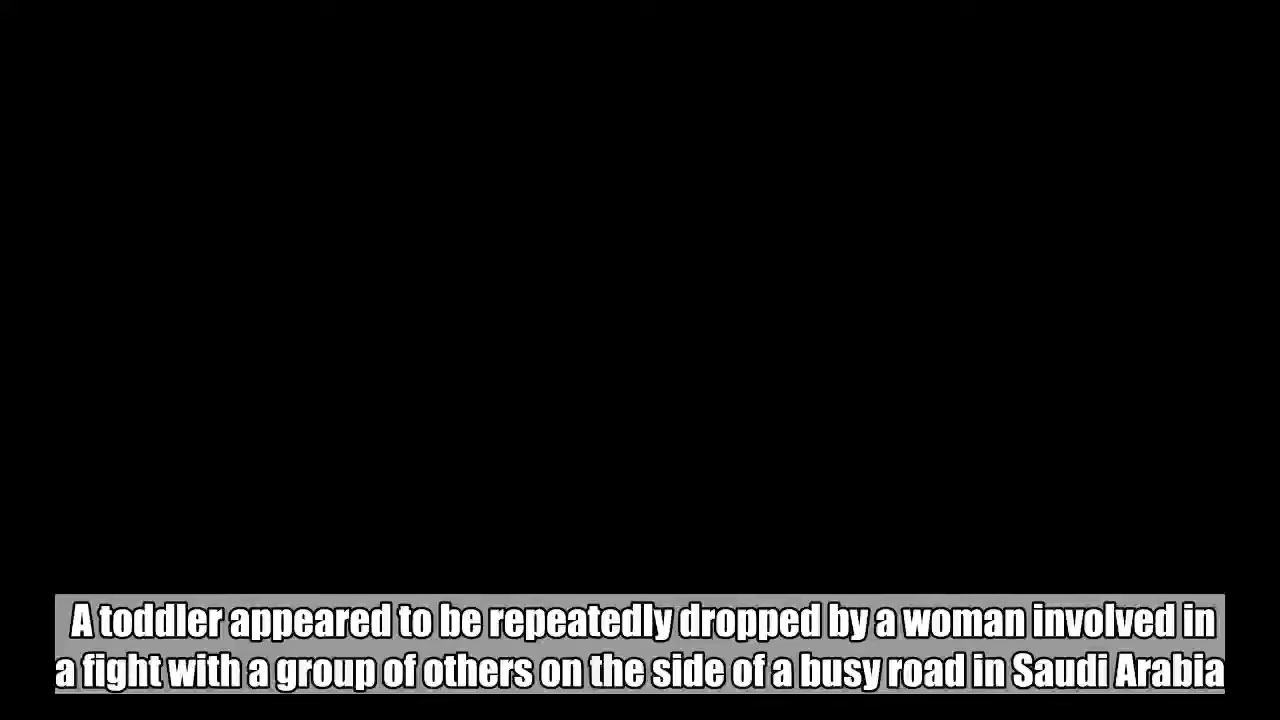 A toddler appeared to be repeatedly dropped by a woman involved in
a fight with a group of others on the side of a busy road in Saudi Arabia